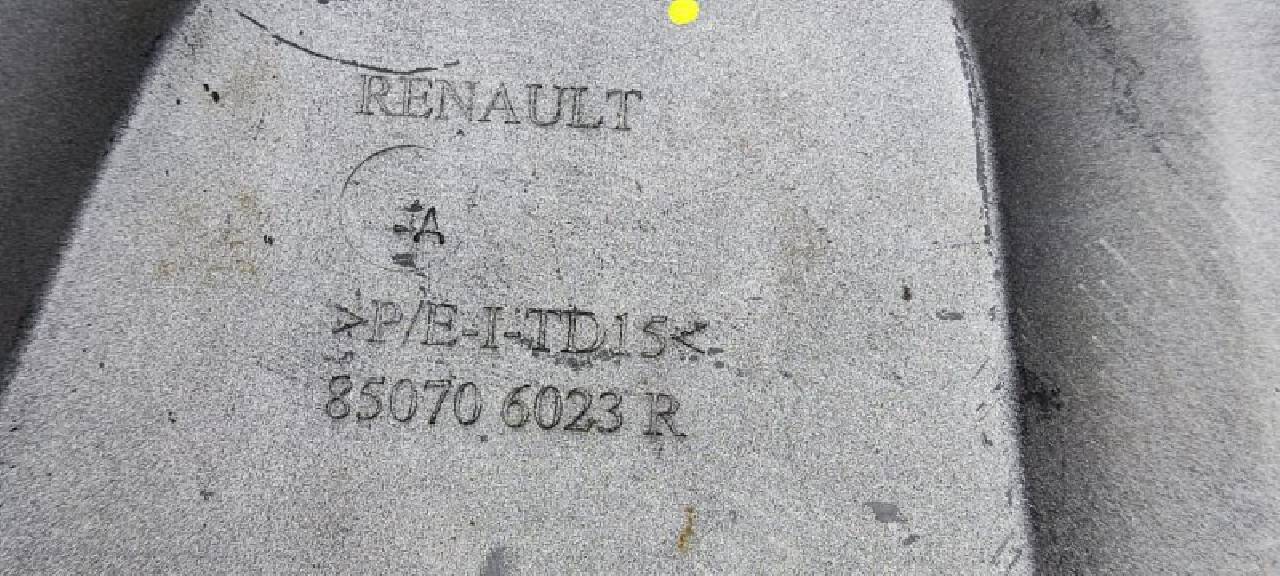 RENAULT
A
>P/E-I-TD15<
85070 6023 R